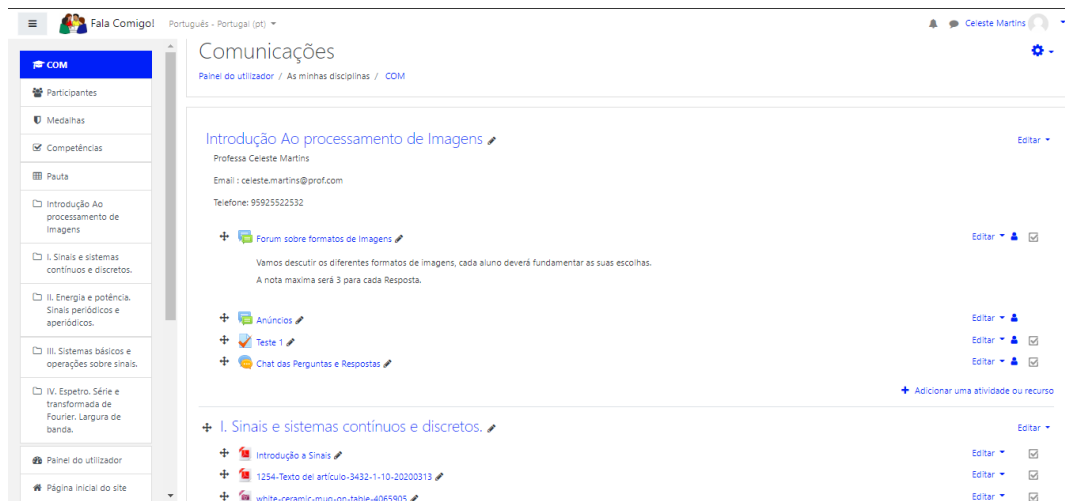 Fala Comigo! Português - Portugal (pt) Celeste Martins
COM
Participantes
Medalhas
Competências
Pauta
Introdução Ao
processamento de
Imagens
I. Sinais e sistemas
contínuos e discretos.
II. Energia e potência.
Sinais periódicos e
aperiódicos.
III. Sistemas básicos e
operações sobre sinais.
IV. Espetro. Série e
transformada de
Fourier. Largura de
banda.
Painel do utilizador
Página inicial do site
Comunicações
Painel do utilizador / As minhas disciplinas / COM
Introdução Ao processamento de Imagens Editar
Professa Celeste Martins
Email : celeste.martins@prof.com
Telefone: 95925522532
Forum sobre formatos de Imagens Editar
Vamos descutir os diferentes formatos de imagens, cada aluno deverá fundamentar as suas escolhas.
A nota maxima será 3 para cada Resposta.
Anúncios Editar
Teste 1 Editar
Chat das Perguntas e Respostas Editar
Adicionar uma atividade ou recurso
I. Sinais e sistemas contínuos e discretos. Editar
Introdução a Sinais Editar
1254-Texto del artículo-3432-1-10-20200313 Editar
white-ceramic-mug-on-table-4065905 Editar